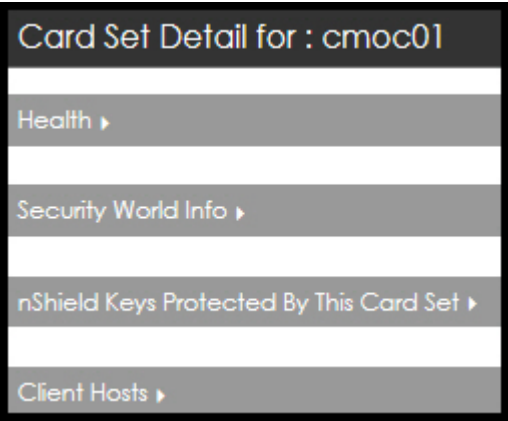 Card Set Detail for : cmoc01
Health
Security World Info
nShield Keys Protected By This Card Set
Client Hosts